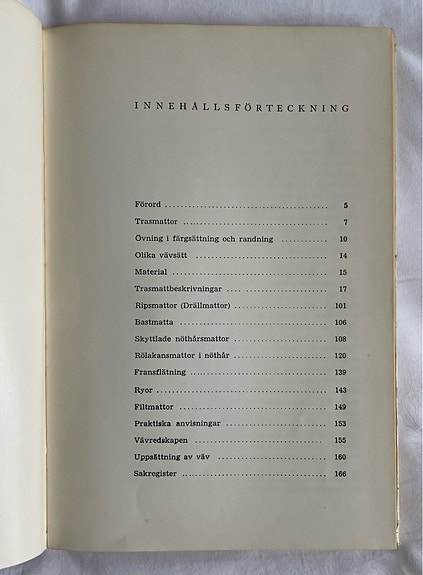 INNEHÅLLSFÖRTECKNING
Förord ........................................ 5
Trasmattor .................................... 7
Övning i färgsättning och randning ............ 10
Olika vävsätt ................................. 14
Material ...................................... 15
Trasmattbeskrivningar ......................... 17
Ripsmattor (Drällmattor) ...................... 101
Bastmatta ..................................... 106
Skyttlade nöthårsmattor ....................... 108
Rölakansmattor i nöthår ....................... 120
Fransflätning ................................. 139
Ryor .......................................... 143
Filtmattor .................................... 149
Praktiska anvisningar ......................... 153
Vävredskapen .................................. 155
Uppsättning av väv ............................ 160
Sakregister ................................... 166